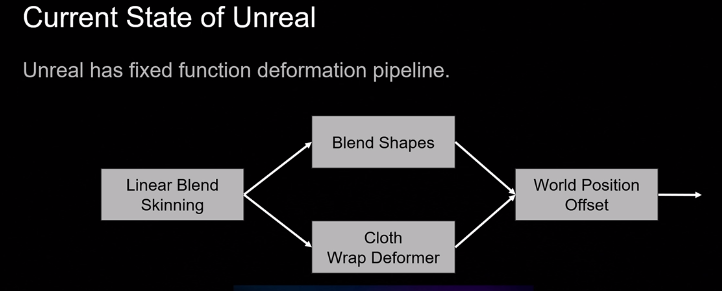 Current State of Unreal
Unreal has fixed function deformation pipeline.
Blend Shapes
Linear Blend
Skinning
World Position
Offset
Cloth
Wrap Deformer